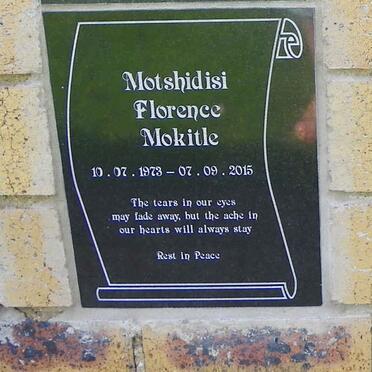 Motshidisi
Florence
Mokitle
10 . 07 . 1973 – 07 . 09 . 2015
The tears in our eyes
may fade away, but the ache in
our hearts will always stay
Rest in Peace